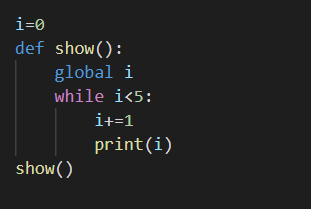 i=0
def show():
    global i
    while i<5:
        i+=1
        print(i)
show()